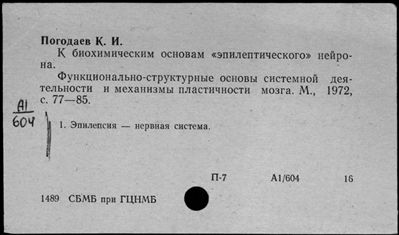 Погодаев К. И.
К биохимическим основам «эпилептического» нейро-
на.
Функционально-структурные основы системной дея-
тельности и механизмы пластичности мозга. М., 1972,
с. 77—85.
А1
604
1. Эпилепсия — нервная система.
П-7 А1/604 16
1489 СБМБ при ГЦНМБ